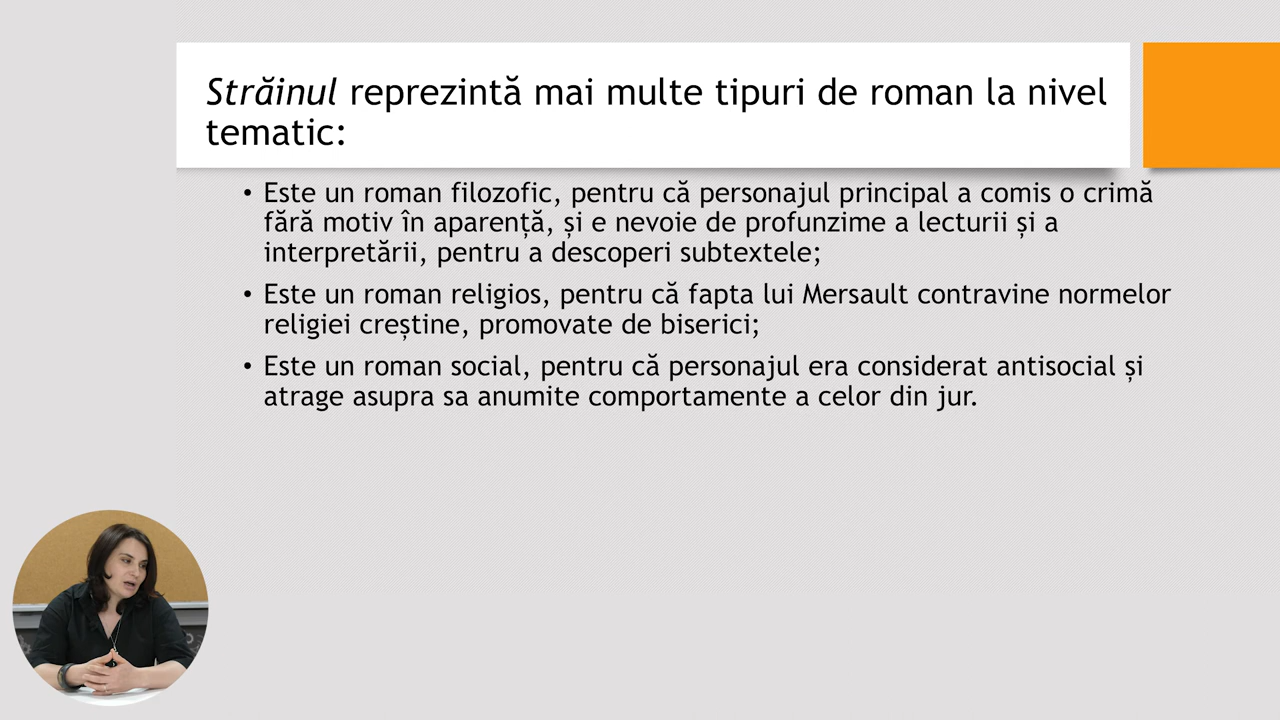 Străinul reprezintă mai multe tipuri de roman la nivel
tematic:
• Este un roman filozofic, pentru că personajul principal a comis o crimă
fără motiv în aparență, și e nevoie de profunzime a lecturii și a
interpretării, pentru a descoperi subtextele;
• Este un roman religios, pentru că fapta lui Mersault contravine normelor
religiei creștine, promovate de biserici;
• Este un roman social, pentru că personajul era considerat antisocial și
atrage asupra sa anumite comportamente a celor din jur.